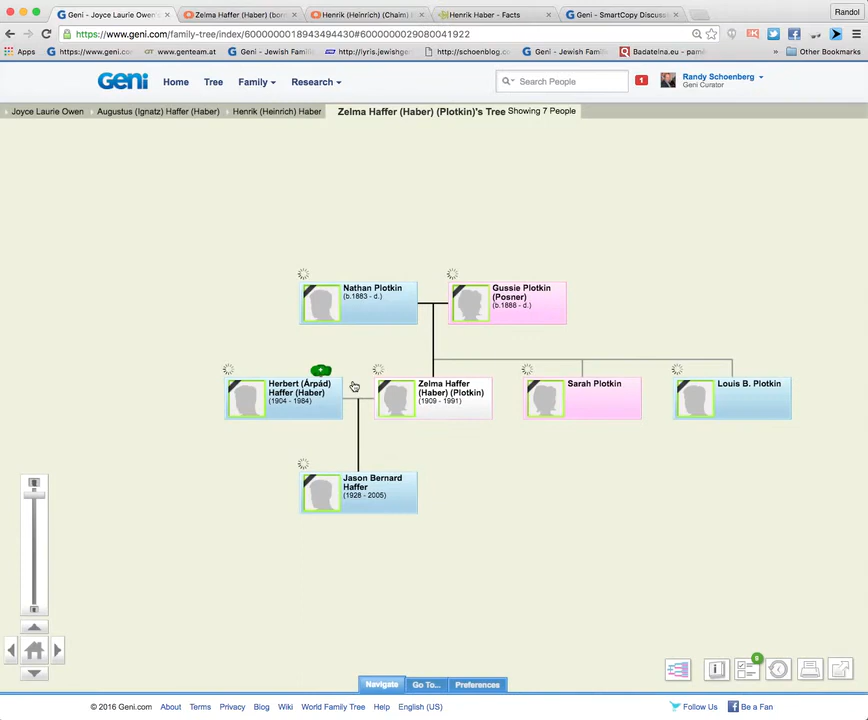 Geni - Joyce Laurie Owen's
Zelma Haffer (Haber) (born
Henrik (Heinrich) (Chaim)
Henrik Haber - Facts
Geni - SmartCopy Discuss
Randol
https://www.geni.com/family-tree/index/6000000018943494430#6000000029080041922
Apps
https://www.geni.co
www.genteam.at
Geni - Jewish Famili
http://lyris.jewishge
http://schoenblog.co
Geni - Jewish Famil
Badatelna.eu - pam
»
Other Bookmarks
Geni
Home
Tree
Family
Research
Search People
1
Randy Schoenberg
Geni Curator
Joyce Laurie Owen
Augustus (Ignatz) Haffer (Haber)
Henrik (Heinrich) Haber
Zelma Haffer (Haber) (Plotkin)'s Tree
Showing 7 People
Nathan Plotkin
(b.1883 - d.)
Gussie Plotkin
(Posner)
(b.1888 - d.)
Herbert (Árpád)
Haffer (Haber)
(1904 - 1984)
Zelma Haffer
(Haber) (Plotkin)
(1909 - 1991)
Sarah Plotkin
Louis B. Plotkin
Jason Bernard
Haffer
(1928 - 2005)
Navigate
Go To...
Preferences
© 2016 Geni.com
About
Terms
Privacy
Blog
Wiki
World Family Tree
Help
English (US)
Follow Us
Be a Fan